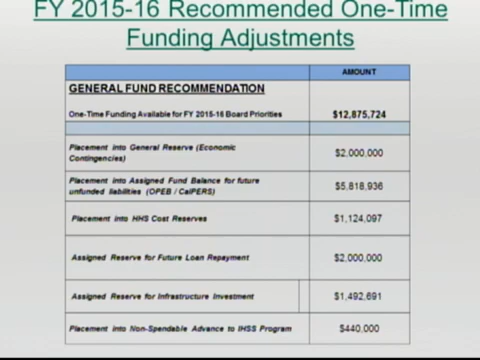 FY 2015-16 Recommended One-Time
Funding Adjustments
AMOUNT
GENERAL FUND RECOMMENDATION
One-Time Funding Available for FY 2015-16 Board Priorities $12,875,724
Placement into General Reserve (Economic
Contingencies) $2,000,000
Placement into Assigned Fund Balance for future
unfunded liabilities (OPEB / CalPERS) $5,818,936
Placement into HHS Cost Reserves $1,124,097
Assigned Reserve for Future Loan Repayment $2,000,000
Assigned Reserve for Infrastructure Investment $1,492,691
Placement into Non-Spendable Advance to IHSS Program $440,000